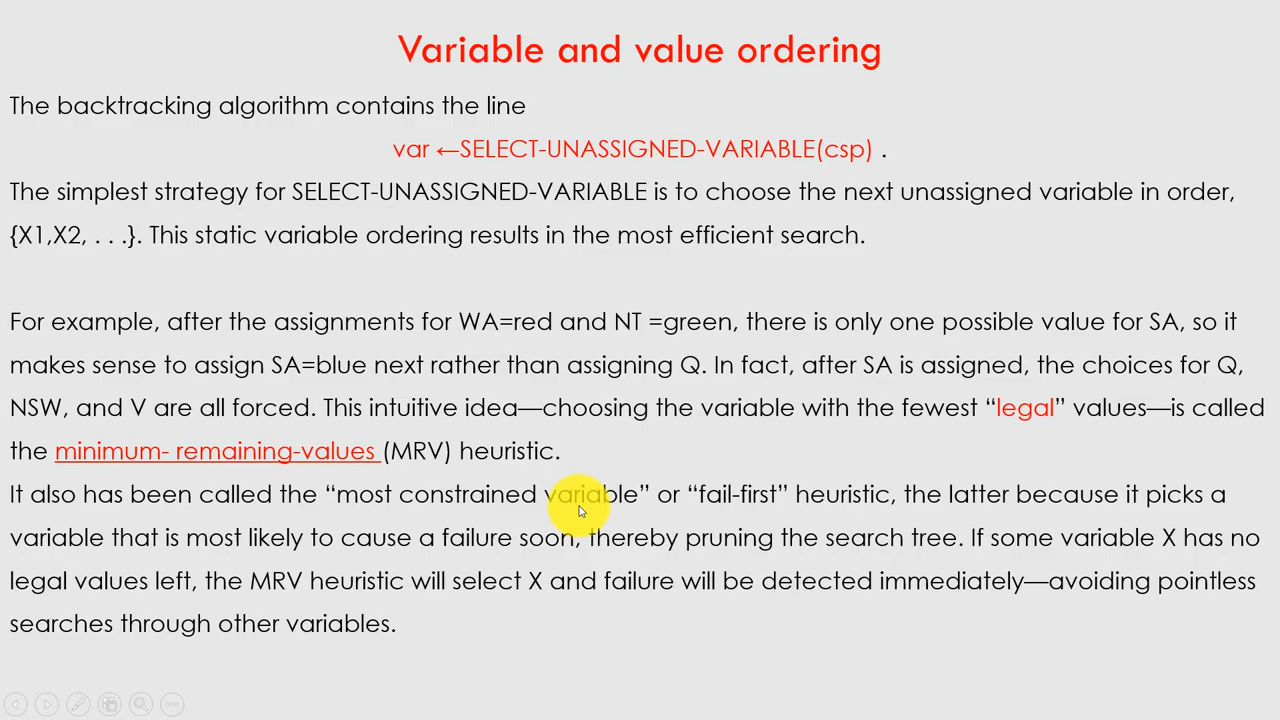 Variable and value ordering
The backtracking algorithm contains the line
var ←SELECT-UNASSIGNED-VARIABLE(csp) .
The simplest strategy for SELECT-UNASSIGNED-VARIABLE is to choose the next unassigned variable in order,
{X1,X2, . . .}. This static variable ordering results in the most efficient search.
For example, after the assignments for WA=red and NT =green, there is only one possible value for SA, so it
makes sense to assign SA=blue next rather than assigning Q. In fact, after SA is assigned, the choices for Q,
NSW, and V are all forced. This intuitive idea—choosing the variable with the fewest “legal” values—is called
the minimum- remaining-values (MRV) heuristic.
It also has been called the “most constrained variable” or “fail-first” heuristic, the latter because it picks a
variable that is most likely to cause a failure soon, thereby pruning the search tree. If some variable X has no
legal values left, the MRV heuristic will select X and failure will be detected immediately—avoiding pointless
searches through other variables.